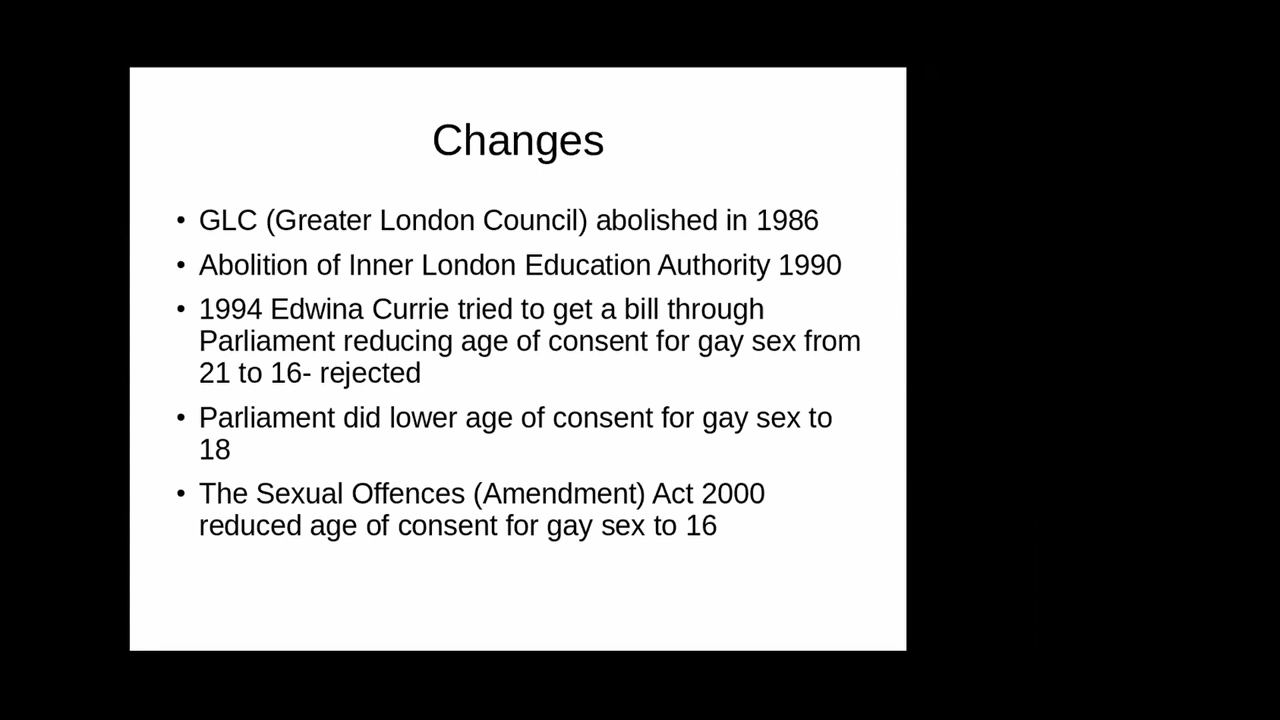 Changes
• GLC (Greater London Council) abolished in 1986
• Abolition of Inner London Education Authority 1990
• 1994 Edwina Currie tried to get a bill through
Parliament reducing age of consent for gay sex from
21 to 16- rejected
• Parliament did lower age of consent for gay sex to
18
• The Sexual Offences (Amendment) Act 2000
reduced age of consent for gay sex to 16